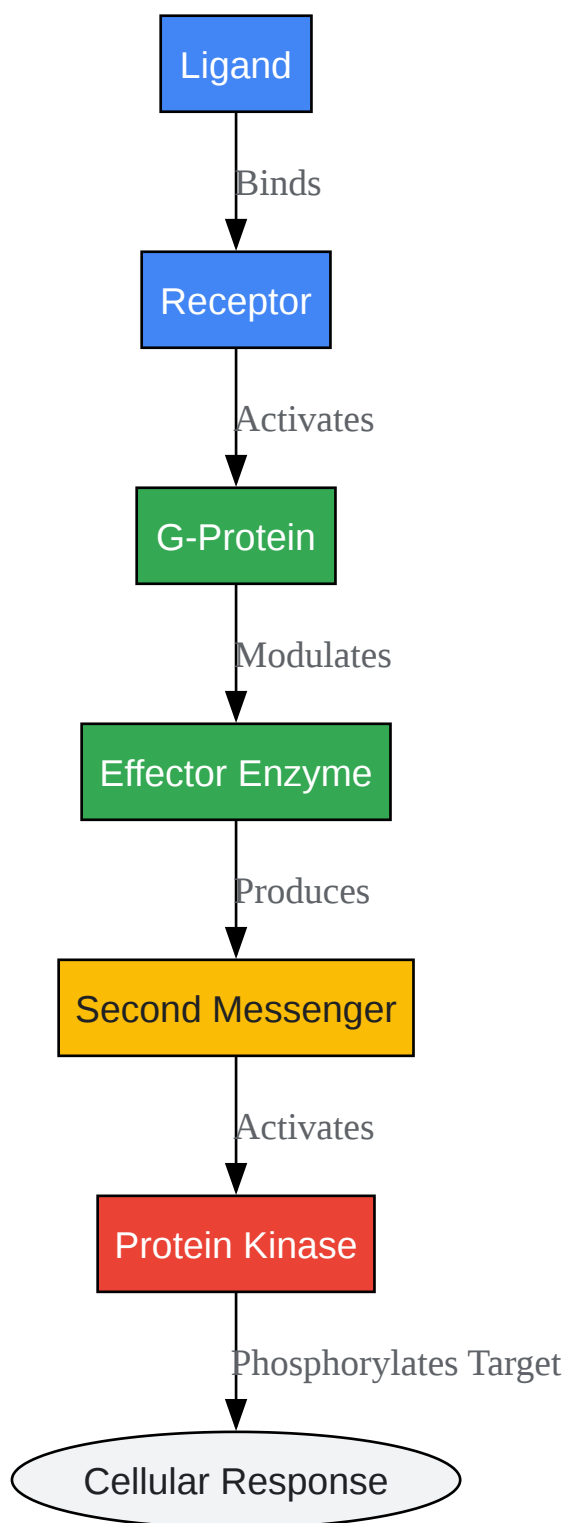 Ligand
Binds
Receptor
Activates
G-Protein
Modulates
Effector Enzyme
Produces
Second Messenger
Activates
Protein Kinase
Phosphorylates Target
Cellular Response